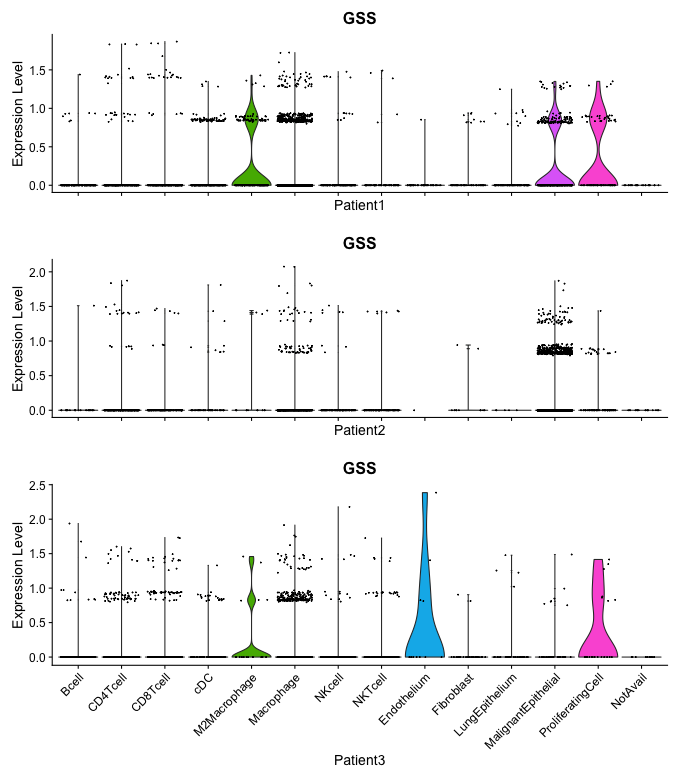 GSS
Expression Level
1.5
1.0
0.5
0.0
Patient1
GSS
Expression Level
2.0
1.5
1.0
0.5
0.0
Patient2
GSS
Expression Level
2.5
2.0
1.5
1.0
0.5
0.0
Bcell
CD4Tcell
CD8Tcell
cDC
M2Macrophage
Macrophage
NKcell
NKTcell
Endothelium
Fibroblast
LungEpithelium
MalignantEpithelial
ProliferatingCell
NotAvail
Patient3